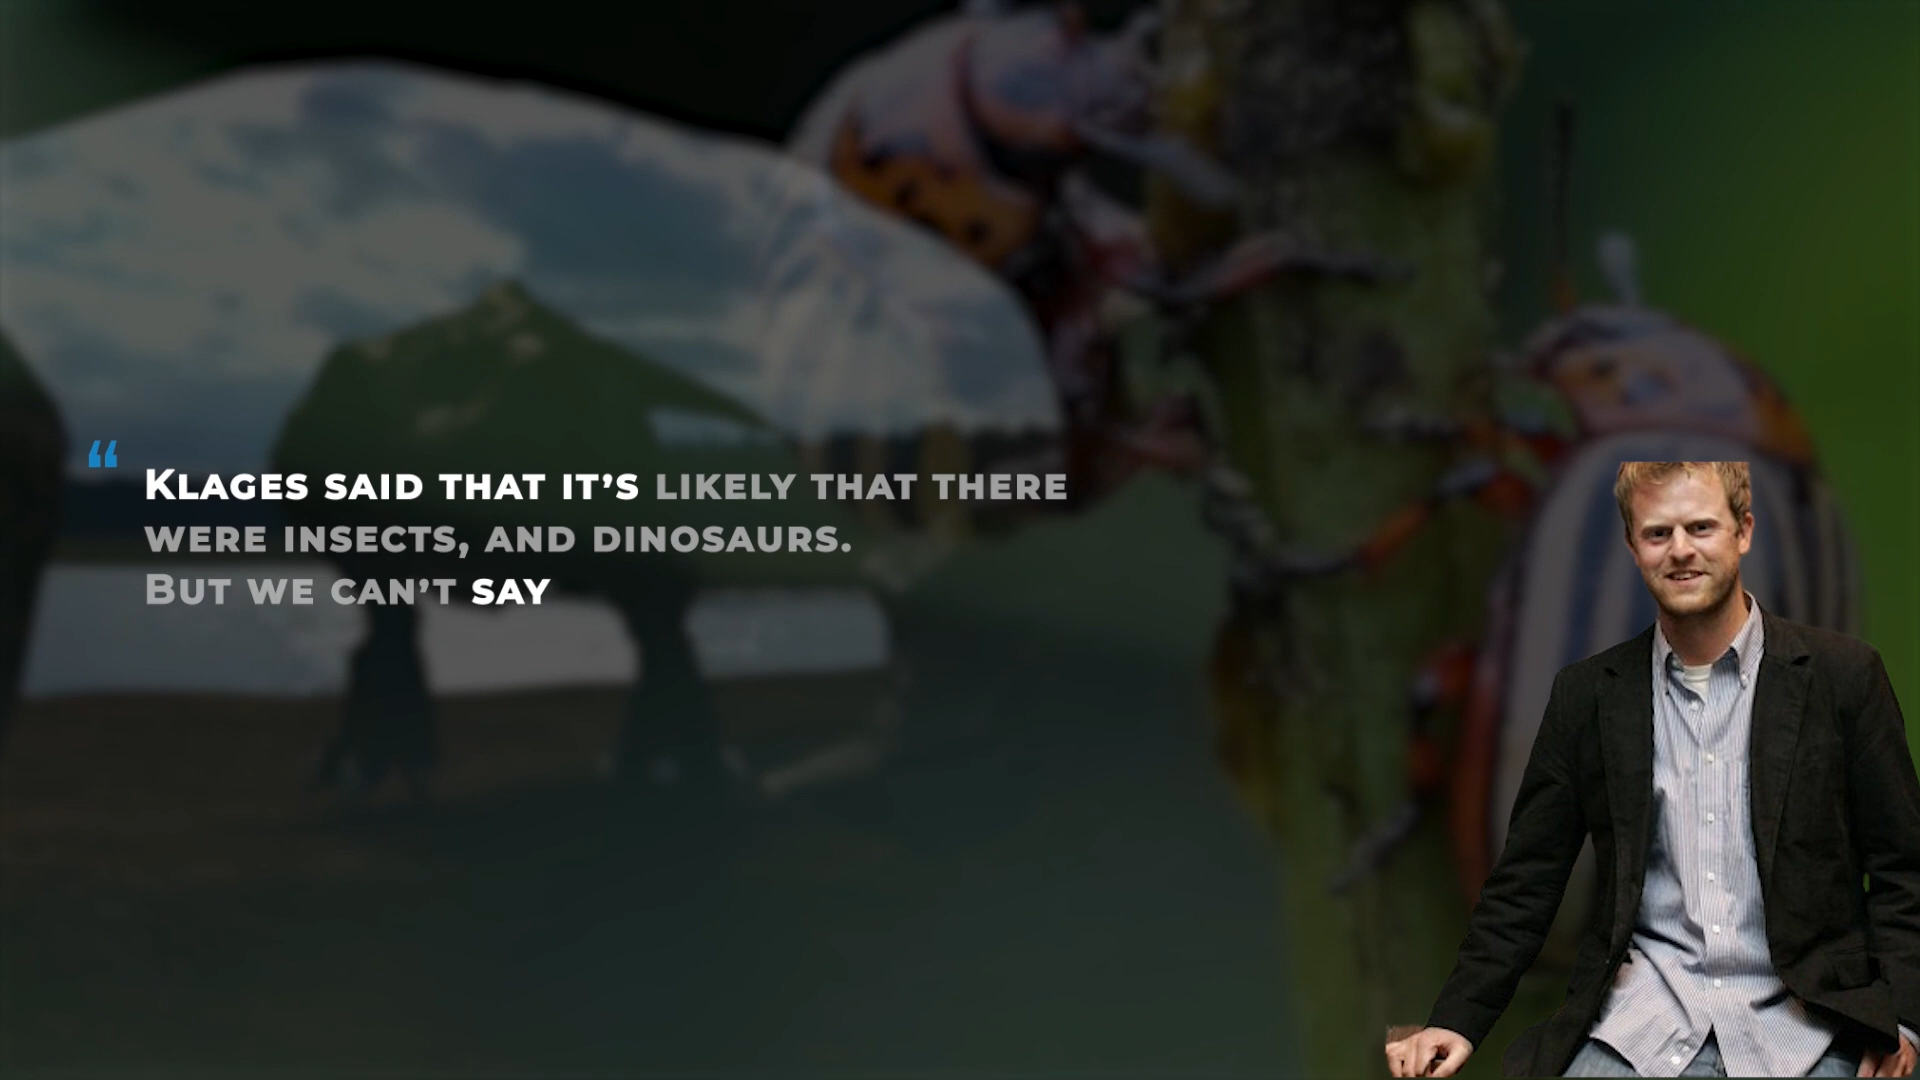 “ Klages said that it’s likely that there
were insects, and dinosaurs.
But we can’t say